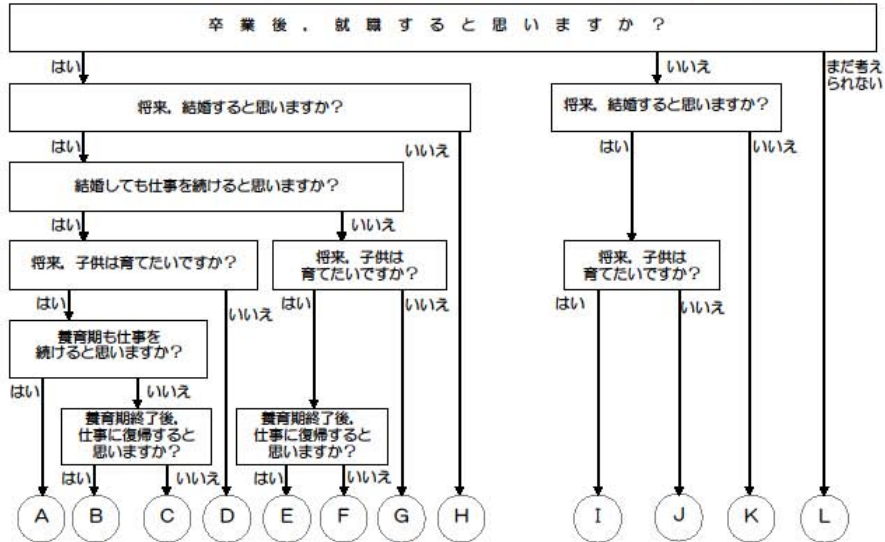 卒業後，就職すると思いますか？
はい
いいえ
まだ考え
られない
将来，結婚すると思いますか？
将来，結婚すると思いますか？
はい
いいえ
はい
いいえ
結婚しても仕事を続けると思いますか？
はい
いいえ
将来，子供は育てたいですか？
将来，子供は
育てたいですか？
将来，子供は
育てたいですか？
はい
いいえ
はい
いいえ
はい
いいえ
養育期も仕事を
続けると思いますか？
はい
いいえ
養育期終了後，
仕事に復帰すると
思いますか？
養育期終了後，
仕事に復帰すると
思いますか？
はい
いいえ
はい
いいえ
A
B
C
D
E
F
G
H
I
J
K
L